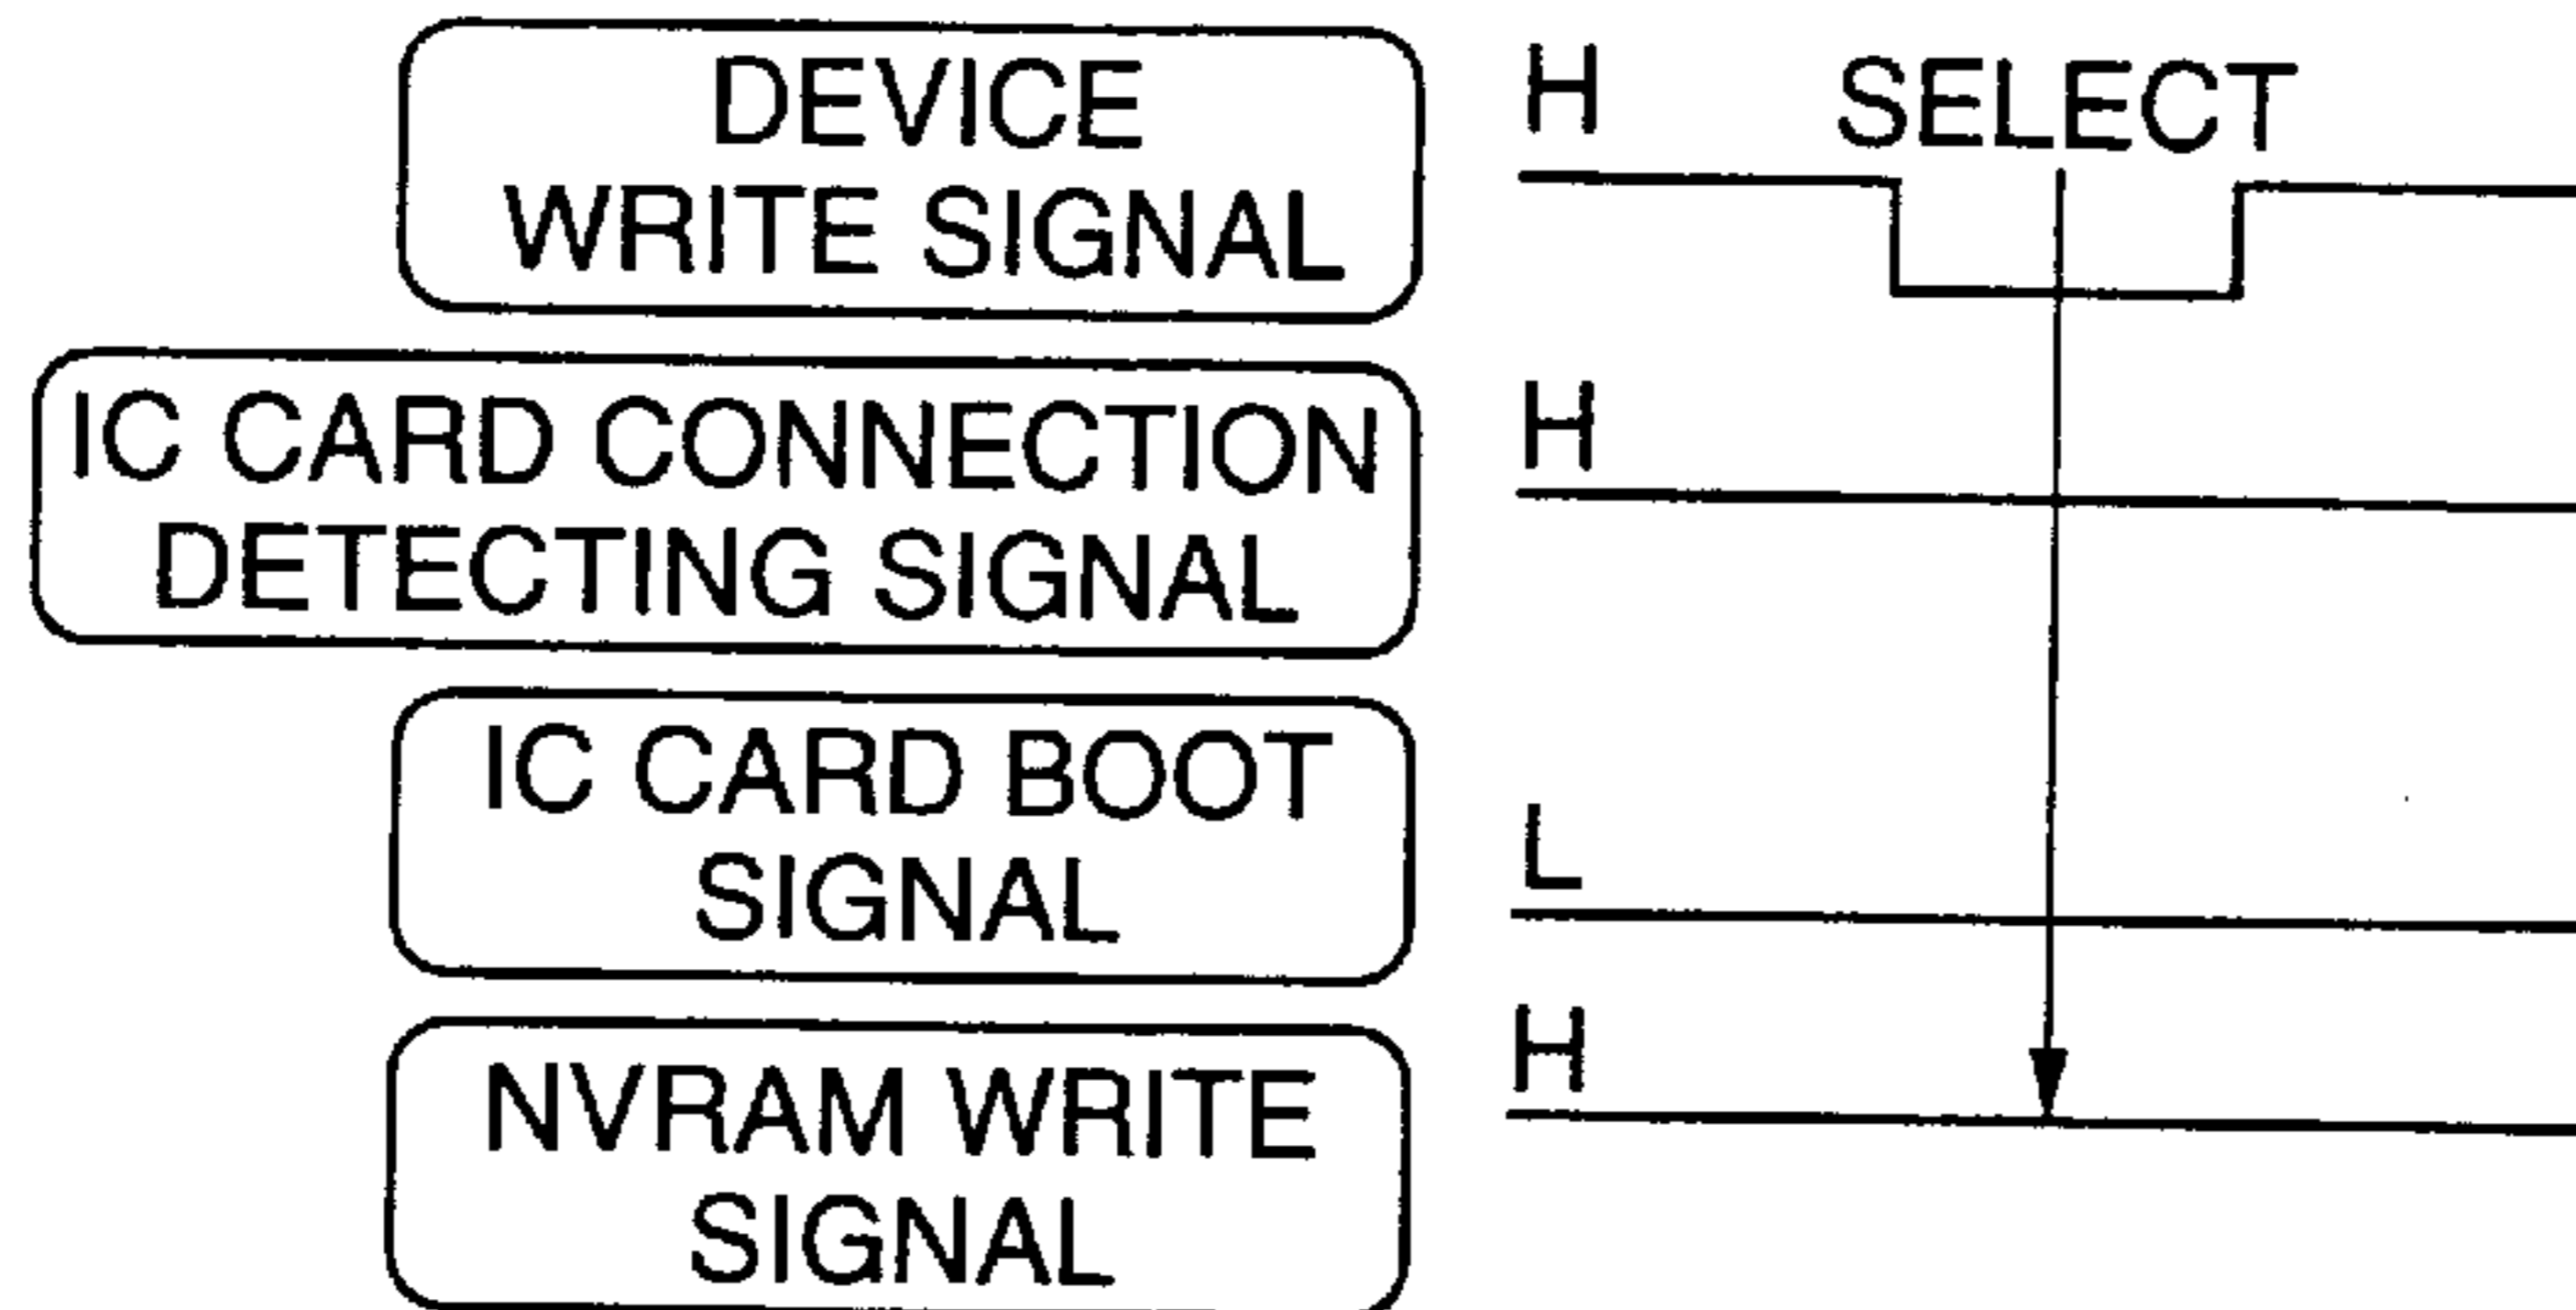 DEVICE
WRITE SIGNAL
H
SELECT
IC CARD CONNECTION
DETECTING SIGNAL
H
IC CARD BOOT
SIGNAL
L
NVRAM WRITE
SIGNAL
H